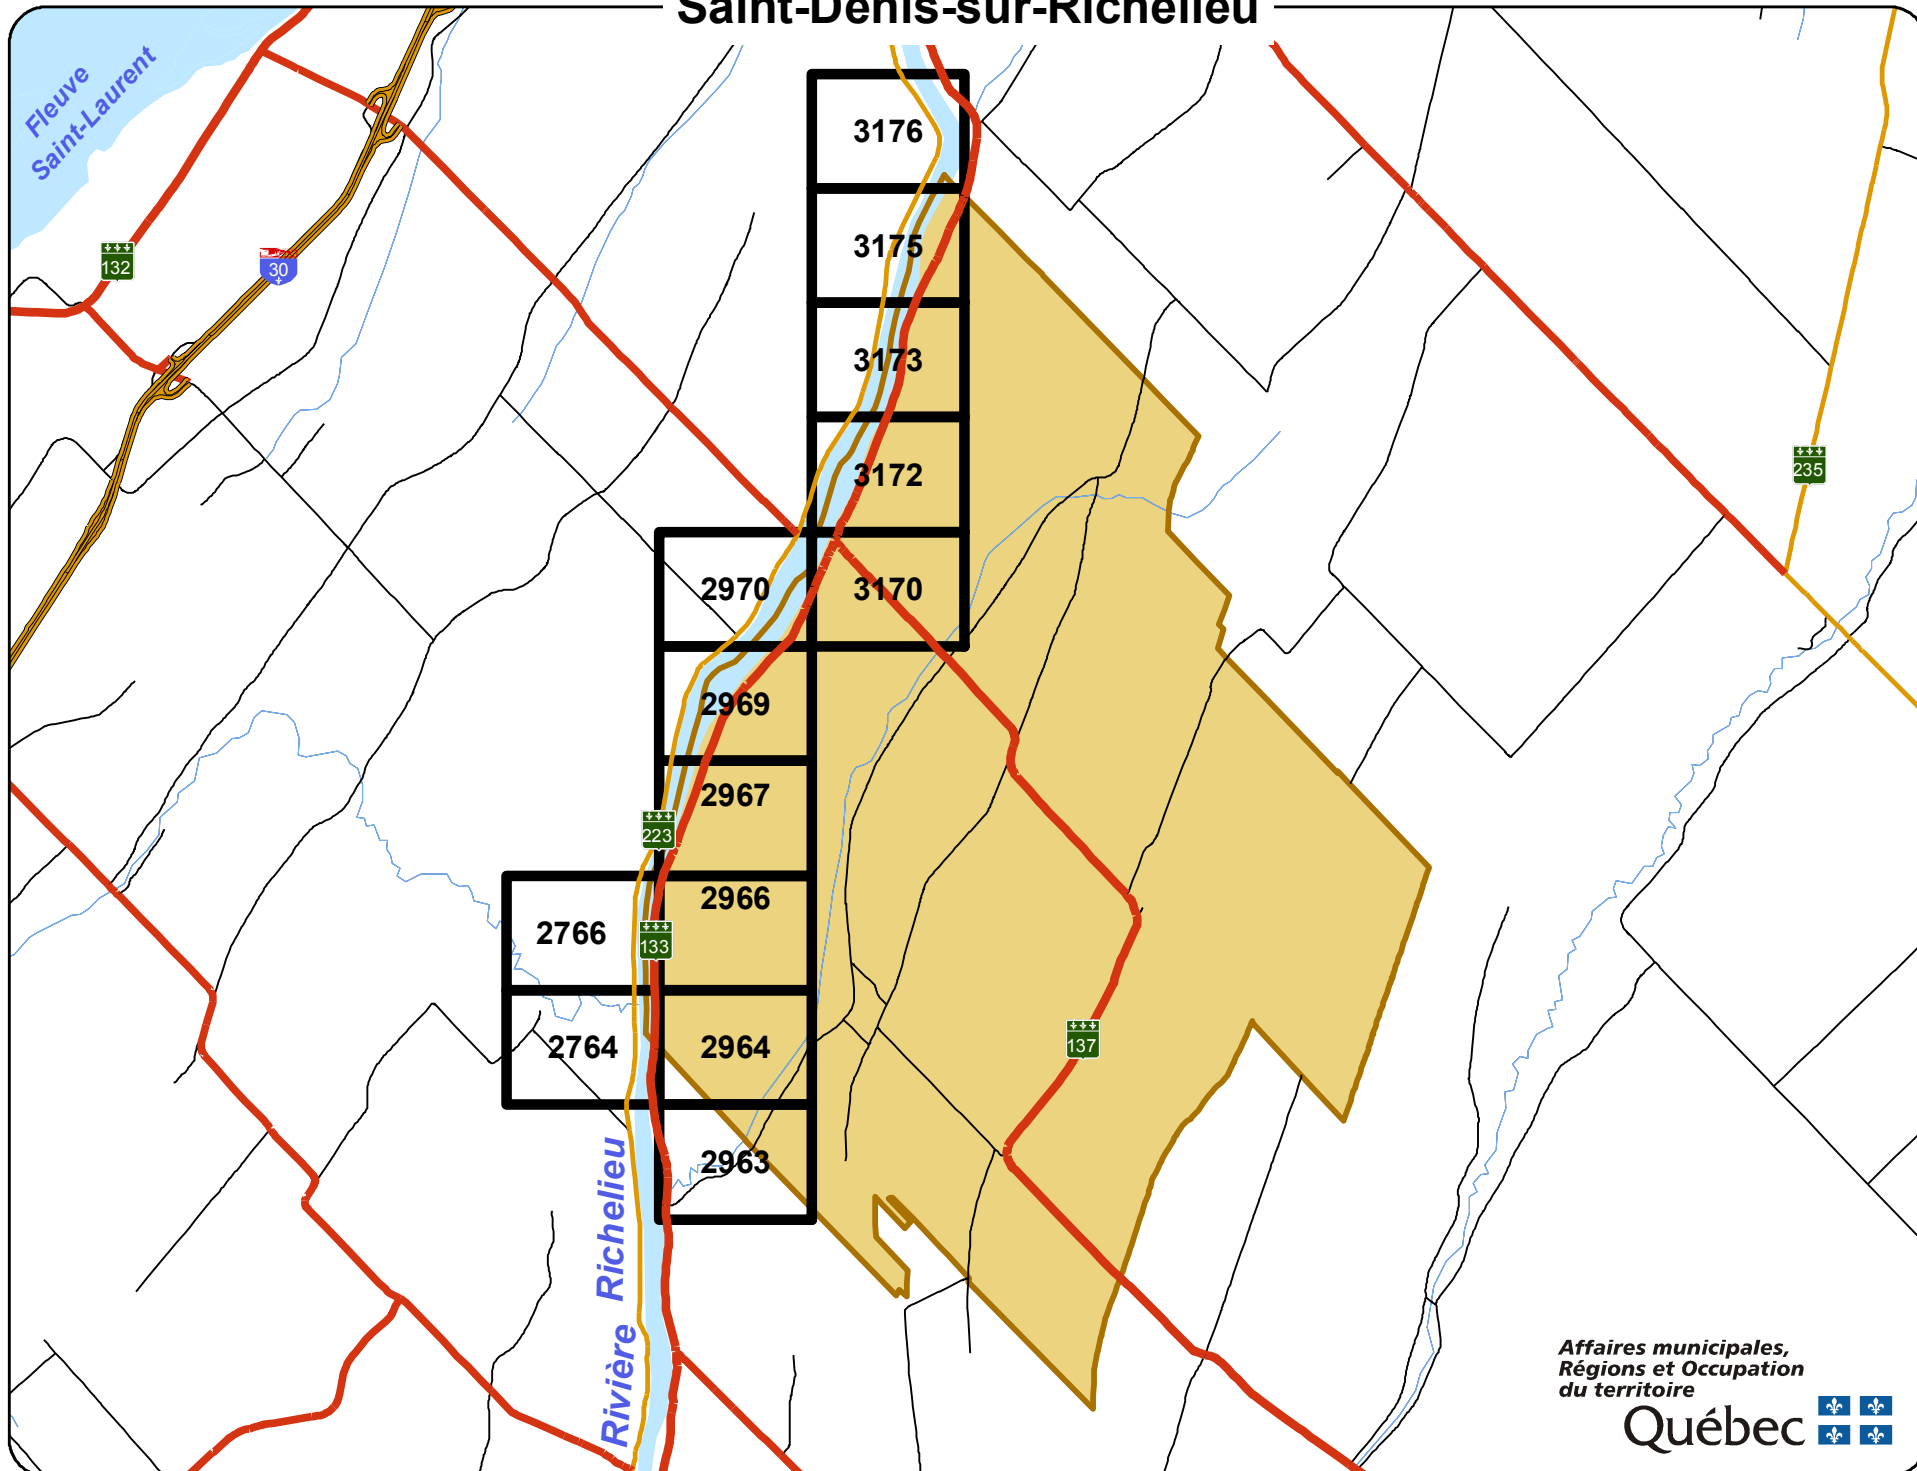 Saint-Denis-sur-Richelieu
Fleuve
Saint-Laurent
132
30
3176
3175
3173
3172
235
2970
3170
2969
2967
223
2966
2766
133
2764
2964
137
2963
Rivière Richelieu
Affaires municipales,
Régions et Occupation
du territoire
Québec